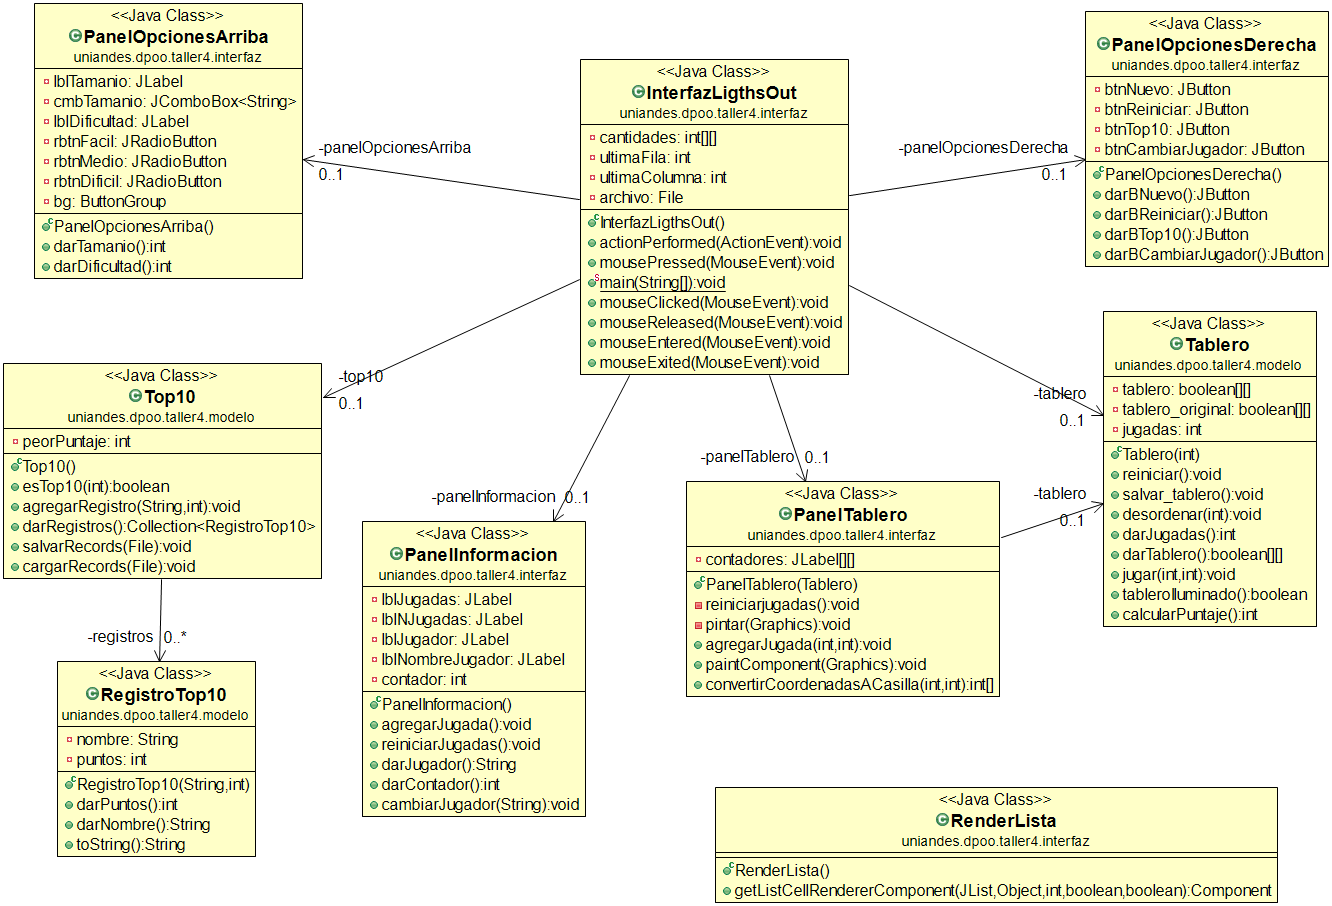 <<Java Class>>
PanelOpcionesArriba
uniandes.dpoo.taller4.interfaz
lblTamanio: JLabel
cmbTamanio: JComboBox<String>
lblDificultad: JLabel
rbtnFacil: JRadioButton
rbtnMedio: JRadioButton
rbtnDificil: JRadioButton
bg: ButtonGroup
PanelOpcionesArriba()
darTamanio():int
darDificultad():int
-panelOpcionesArriba
0..1
<<Java Class>>
InterfazLigthsOut
uniandes.dpoo.taller4.interfaz
cantidades: int[][]
ultimaFila: int
ultimaColumna: int
archivo: File
InterfazLigthsOut()
actionPerformed(ActionEvent):void
mousePressed(MouseEvent):void
main(String[]):void
mouseClicked(MouseEvent):void
mouseReleased(MouseEvent):void
mouseEntered(MouseEvent):void
mouseExited(MouseEvent):void
-panelOpcionesDerecha
0..1
<<Java Class>>
PanelOpcionesDerecha
uniandes.dpoo.taller4.interfaz
btnNuevo: JButton
btnReiniciar: JButton
btnTop10: JButton
btnCambiarJugador: JButton
PanelOpcionesDerecha()
darBNuevo():JButton
darBReiniciar():JButton
darBTop10():JButton
darBCambiarJugador():JButton
-top10
0..1
<<Java Class>>
Top10
uniandes.dpoo.taller4.modelo
peorPuntaje: int
Top10()
esTop10(int):boolean
agregarRegistro(String,int):void
darRegistros():Collection<RegistroTop10>
salvarRecords(File):void
cargarRecords(File):void
-tablero
0..1
<<Java Class>>
Tablero
uniandes.dpoo.taller4.modelo
tablero: boolean[][]
tablero_original: boolean[][]
jugadas: int
Tablero(int)
reiniciar():void
salvar_tablero():void
desordenar(int):void
darJugadas():int
darTablero():boolean[][]
jugar(int,int):void
tableroIluminado():boolean
calcularPuntaje():int
-panelInformacion
0..1
<<Java Class>>
PanelInformacion
uniandes.dpoo.taller4.interfaz
lblJugadas: JLabel
lblNJugadas: JLabel
lblJugador: JLabel
lblNombreJugador: JLabel
contador: int
PanelInformacion()
agregarJugada():void
reiniciarJugadas():void
darJugador():String
darContador():int
cambiarJugador(String):void
-panelTablero
0..1
<<Java Class>>
PanelTablero
uniandes.dpoo.taller4.interfaz
contadores: JLabel[][]
PanelTablero(Tablero)
reiniciarjugadas():void
pintar(Graphics):void
agregarJugada(int,int):void
paintComponent(Graphics):void
convertirCoordenadasACasilla(int,int):int[]
-tablero
0..1
-registros
0..*
<<Java Class>>
RegistroTop10
uniandes.dpoo.taller4.modelo
nombre: String
puntos: int
RegistroTop10(String,int)
darPuntos():int
darNombre():String
toString():String
<<Java Class>>
RenderLista
uniandes.dpoo.taller4.interfaz
RenderLista()
getListCellRendererComponent(JList,Object,int,boolean,boolean):Component